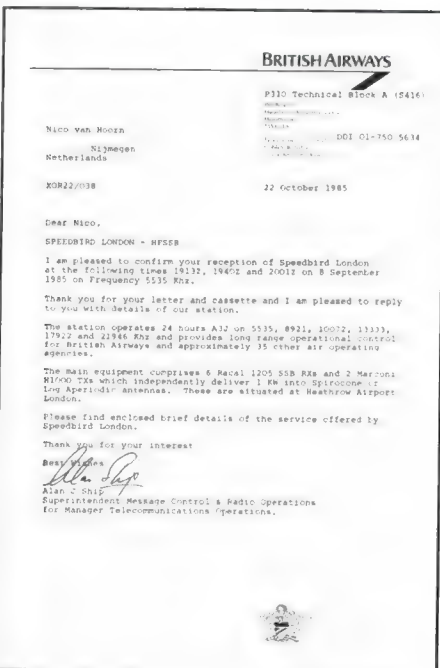 BRITISH AIRWAYS
P320 Technical Block A (S416)
DDI 01-750 5634
Nico van Hoorn
Nijmegen
Netherlands
22 October 1985
Dear Nico,
SPEEDBIRD LONDON - HFSSB
I am pleased to confirm your reception of Speedbird London
at the following times 1913Z, 1940Z and 2001Z on 8 September
1985 on Frequency 5535 Khz.
Thank you for your letter and cassette and I am pleased to reply
to you with details of our station.
The station operates 24 hours A3J on 5535, 8921, 10072, 13333,
17922 and 21946 Khz and provides long range operational control
for British Airways and approximately 35 other air operating
agencies.
The main equipment comprises 6 Racal 1205 SSB RXs and 2 Marconi
H1000 TXs which independently deliver 1 KW into Spirocone or
Log Aperiodic antennas. These are situated at Heathrow Airport
London.
Please find enclosed brief details of the service offered by
Speedbird London.
Thank you for your interest
Best Wishes
Alan J Ship
Superintendent Message Control & Radio Operations
for Manager Telecommunications Operations.